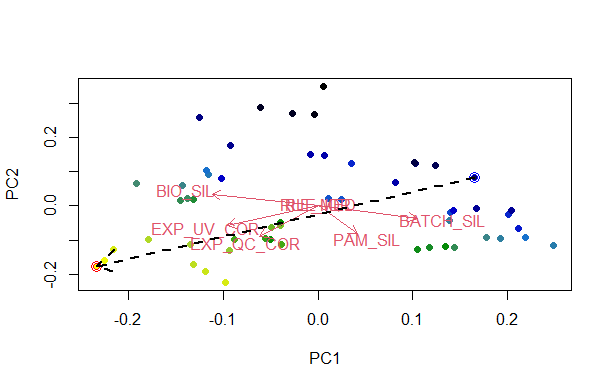 PC2
0.2
0.0
-0.2
BIO_SIL
BATCH_SIL
EXP_UV_COR
EXP_QC_COR
PAM_SIL
-0.2
-0.1
0.0
0.1
0.2
PC1